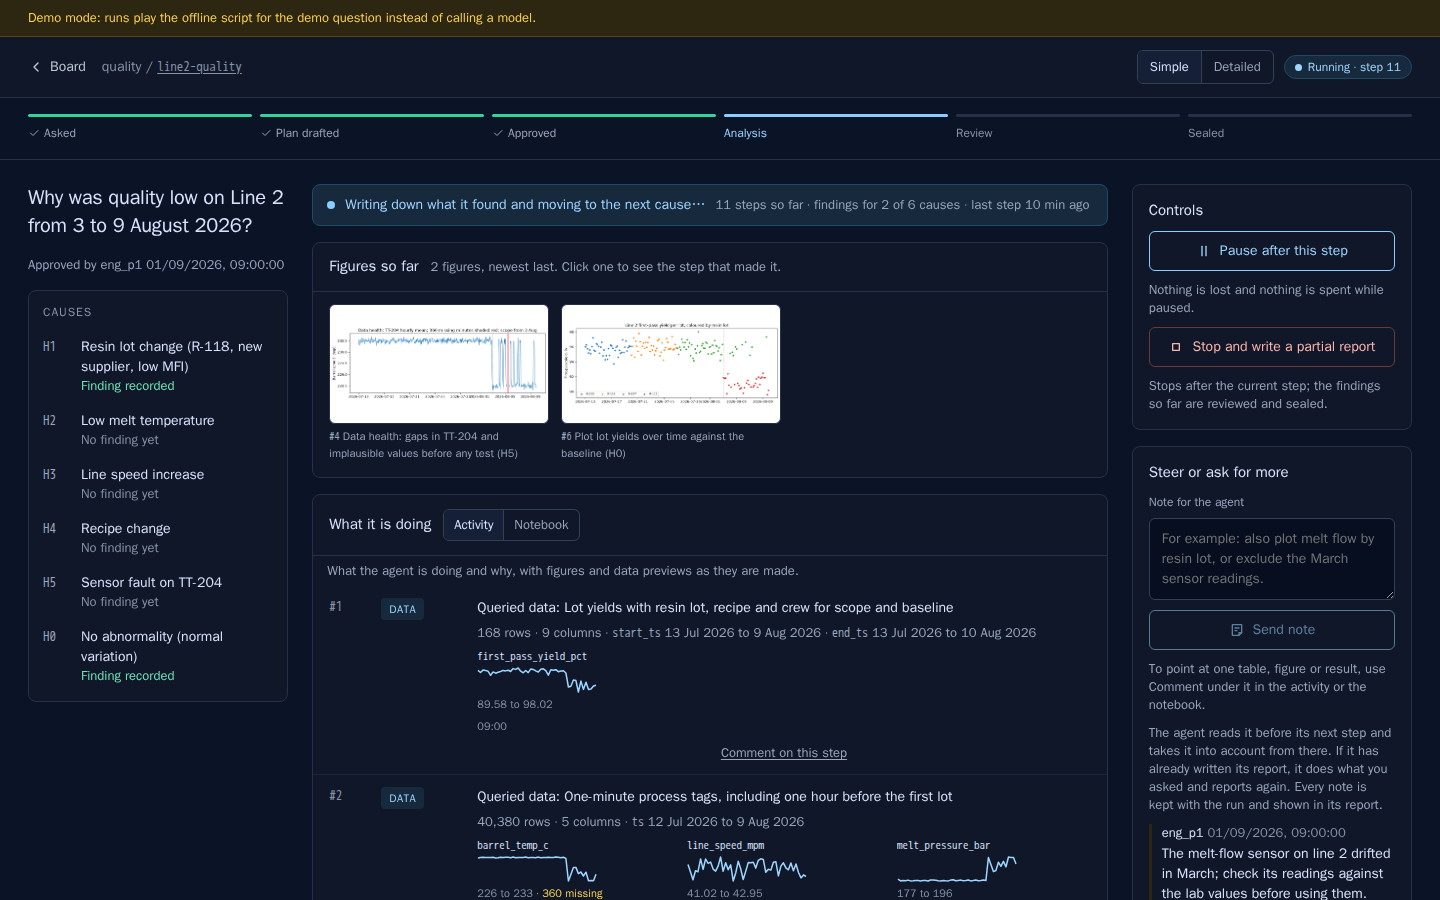 Demo mode: runs play the offline script for the demo question instead of calling a model.
Board quality / line2-quality
Simple Detailed Running · step 11
Asked Plan drafted Approved Analysis Review Sealed
Why was quality low on Line 2
from 3 to 9 August 2026?
Approved by eng_p1 01/09/2026, 09:00:00
CAUSES
H1 Resin lot change (R-118, new
supplier, low MFI)
Finding recorded
H2 Low melt temperature
No finding yet
H3 Line speed increase
No finding yet
H4 Recipe change
No finding yet
H5 Sensor fault on TT-204
No finding yet
H0 No abnormality (normal
variation)
Finding recorded
Writing down what it found and moving to the next cause··· 11 steps so far · findings for 2 of 6 causes · last step 10 min ago
Figures so far 2 figures, newest last. Click one to see the step that made it.
#4 Data health: gaps in TT-204 and
implausible values before any test (H5)
Line 2 first-pass yield per lot, coloured by resin lot
#6 Plot lot yields over time against the
baseline (H0)
What it is doing Activity Notebook
What the agent is doing and why, with figures and data previews as they are made.
#1 DATA Queried data: Lot yields with resin lot, recipe and crew for scope and baseline
168 rows · 9 columns · start_ts 13 Jul 2026 to 9 Aug 2026 · end_ts 13 Jul 2026 to 10 Aug 2026
first_pass_yield_pct
89.58 to 98.02
09:00
Comment on this step
#2 DATA Queried data: One-minute process tags, including one hour before the first lot
40,380 rows · 5 columns · ts 12 Jul 2026 to 9 Aug 2026
barrel_temp_c line_speed_mpm melt_pressure_bar
226 to 233 · 360 missing 41.02 to 42.95 177 to 196
Controls
Pause after this step
Nothing is lost and nothing is spent while
paused.
Stop and write a partial report
Stops after the current step; the findings
so far are reviewed and sealed.
Steer or ask for more
Note for the agent
For example: also plot melt flow by
resin lot, or exclude the March
sensor readings.
Send note
To point at one table, figure or result, use
Comment under it in the activity or the
notebook.
The agent reads it before its next step and
takes it into account from there. If it has
already written its report, it does what you
asked and reports again. Every note is
kept with the run and shown in its report.
eng_p1 01/09/2026, 09:00:00
The melt-flow sensor on line 2 drifted
in March; check its readings against
the lab values before using them.